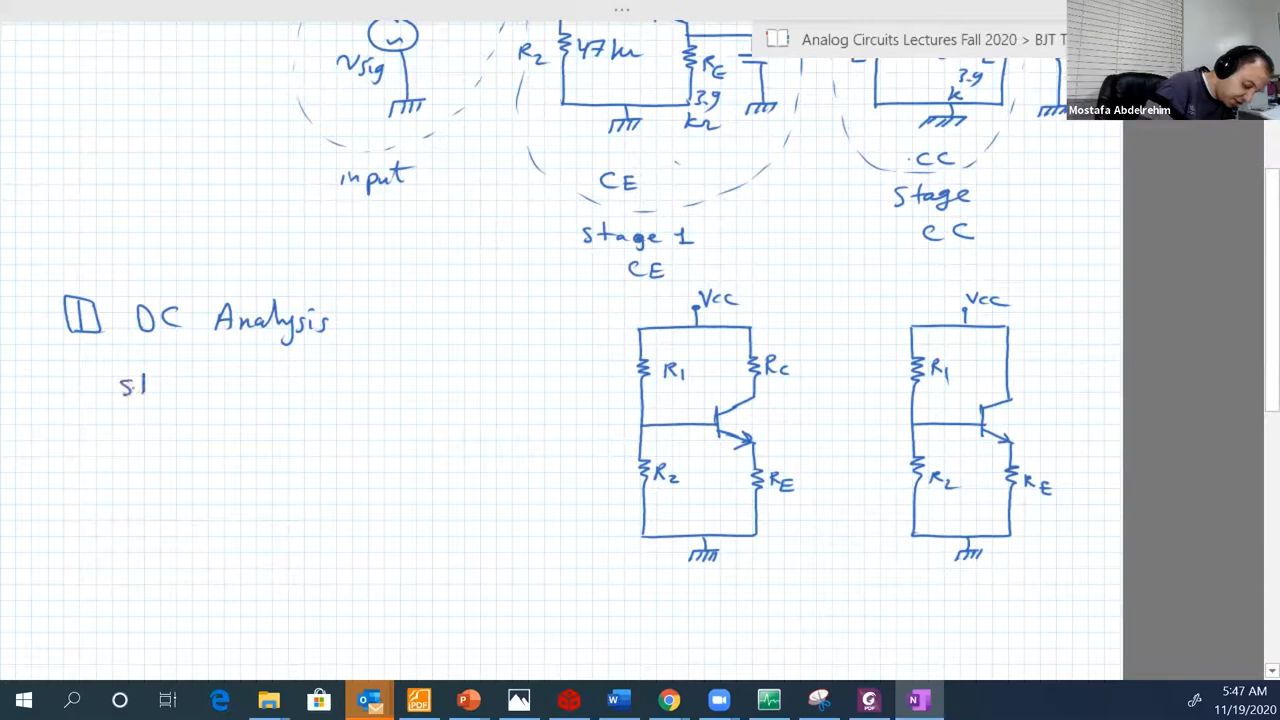 Analog Circuits Lectures Fall 2020 > BJT T
Mostafa Abdelrehim
Vsig
R2 47 kΩ
RE
3.9
kΩ
3.9
k
input
CE
Stage 1
CE
CC
Stage
CC
1 DC Analysis
VCC
R1
RC
R2
RE
VCC
R1
R2
RE
5:47 AM
11/19/2020